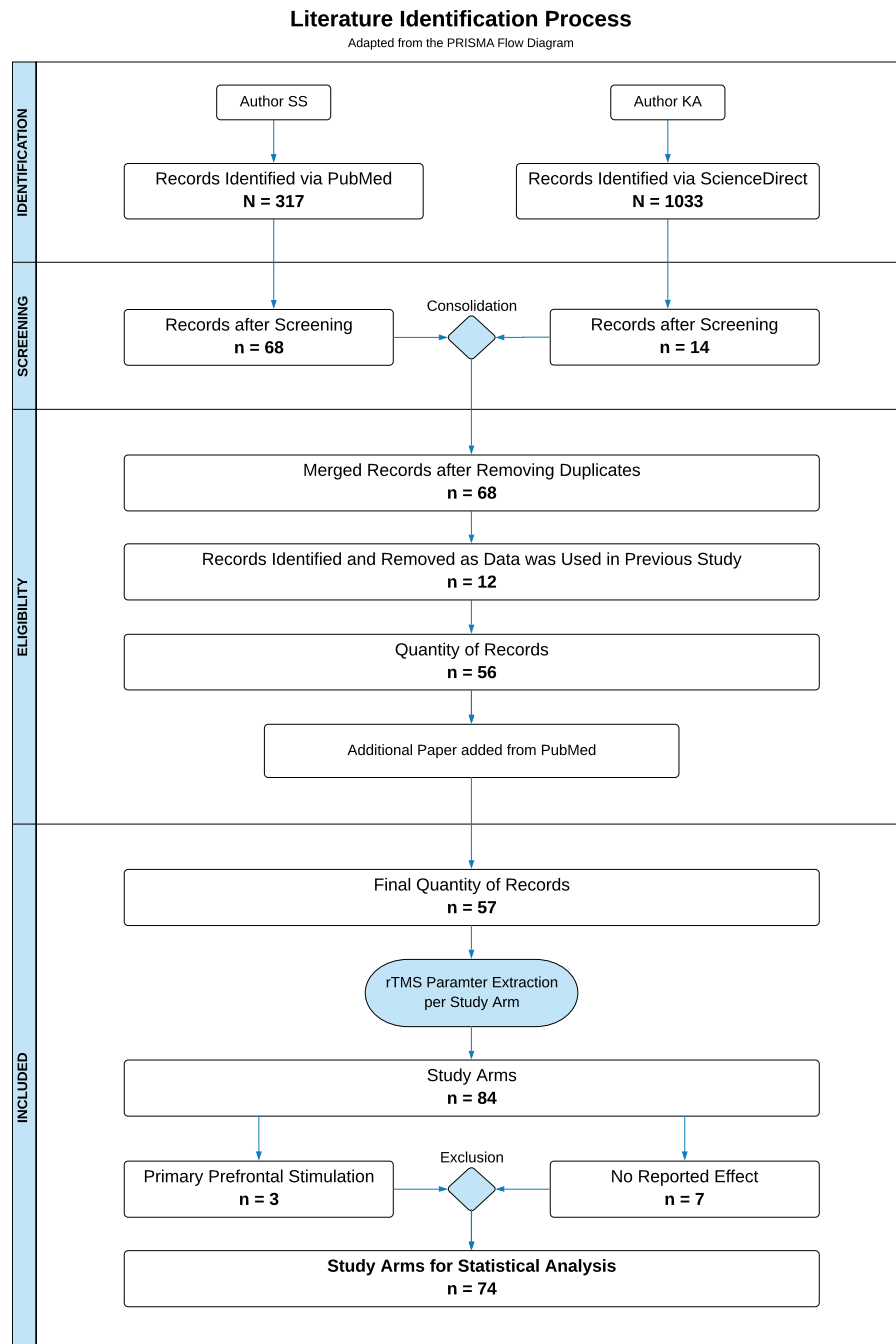 Literature Identification Process
Adapted from the PRISMA Flow Diagram
IDENTIFICATION
Author SS
Author KA
Records Identified via PubMed
N = 317
Records Identified via ScienceDirect
N = 1033
SCREENING
Consolidation
Records after Screening
n = 68
Records after Screening
n = 14
ELIGIBILITY
Merged Records after Removing Duplicates
n = 68
Records Identified and Removed as Data was Used in Previous Study
n = 12
Quantity of Records
n = 56
Additional Paper added from PubMed
INCLUDED
Final Quantity of Records
n = 57
rTMS Paramter Extraction
per Study Arm
Study Arms
n = 84
Exclusion
Primary Prefrontal Stimulation
n = 3
No Reported Effect
n = 7
Study Arms for Statistical Analysis
n = 74